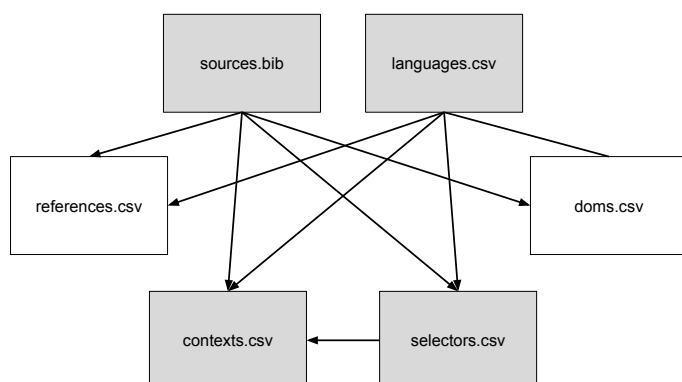 sources.bib
languages.csv
references.csv
doms.csv
contexts.csv
selectors.csv